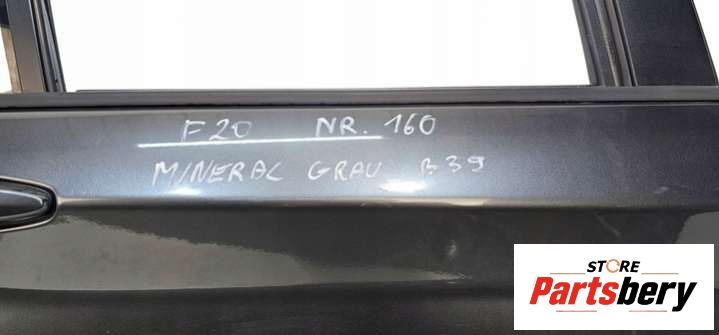 F20 NR. 160
MINERAL GRAU B39
STORE
Partsbery